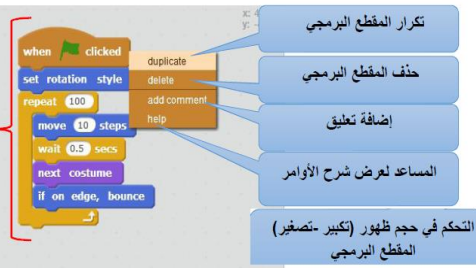 x: 4
y: -
when clicked
set rotation style
repeat 100
move 10 steps
wait 0.5 secs
next costume
if on edge, bounce
duplicate
delete
add comment
help
تكرار المقطع البرمجي
حذف المقطع البرمجي
إضافة تعليق
المساعد لعرض شرح الأوامر
التحكم في حجم ظهور (تكبير -تصغير)
المقطع البرمجي